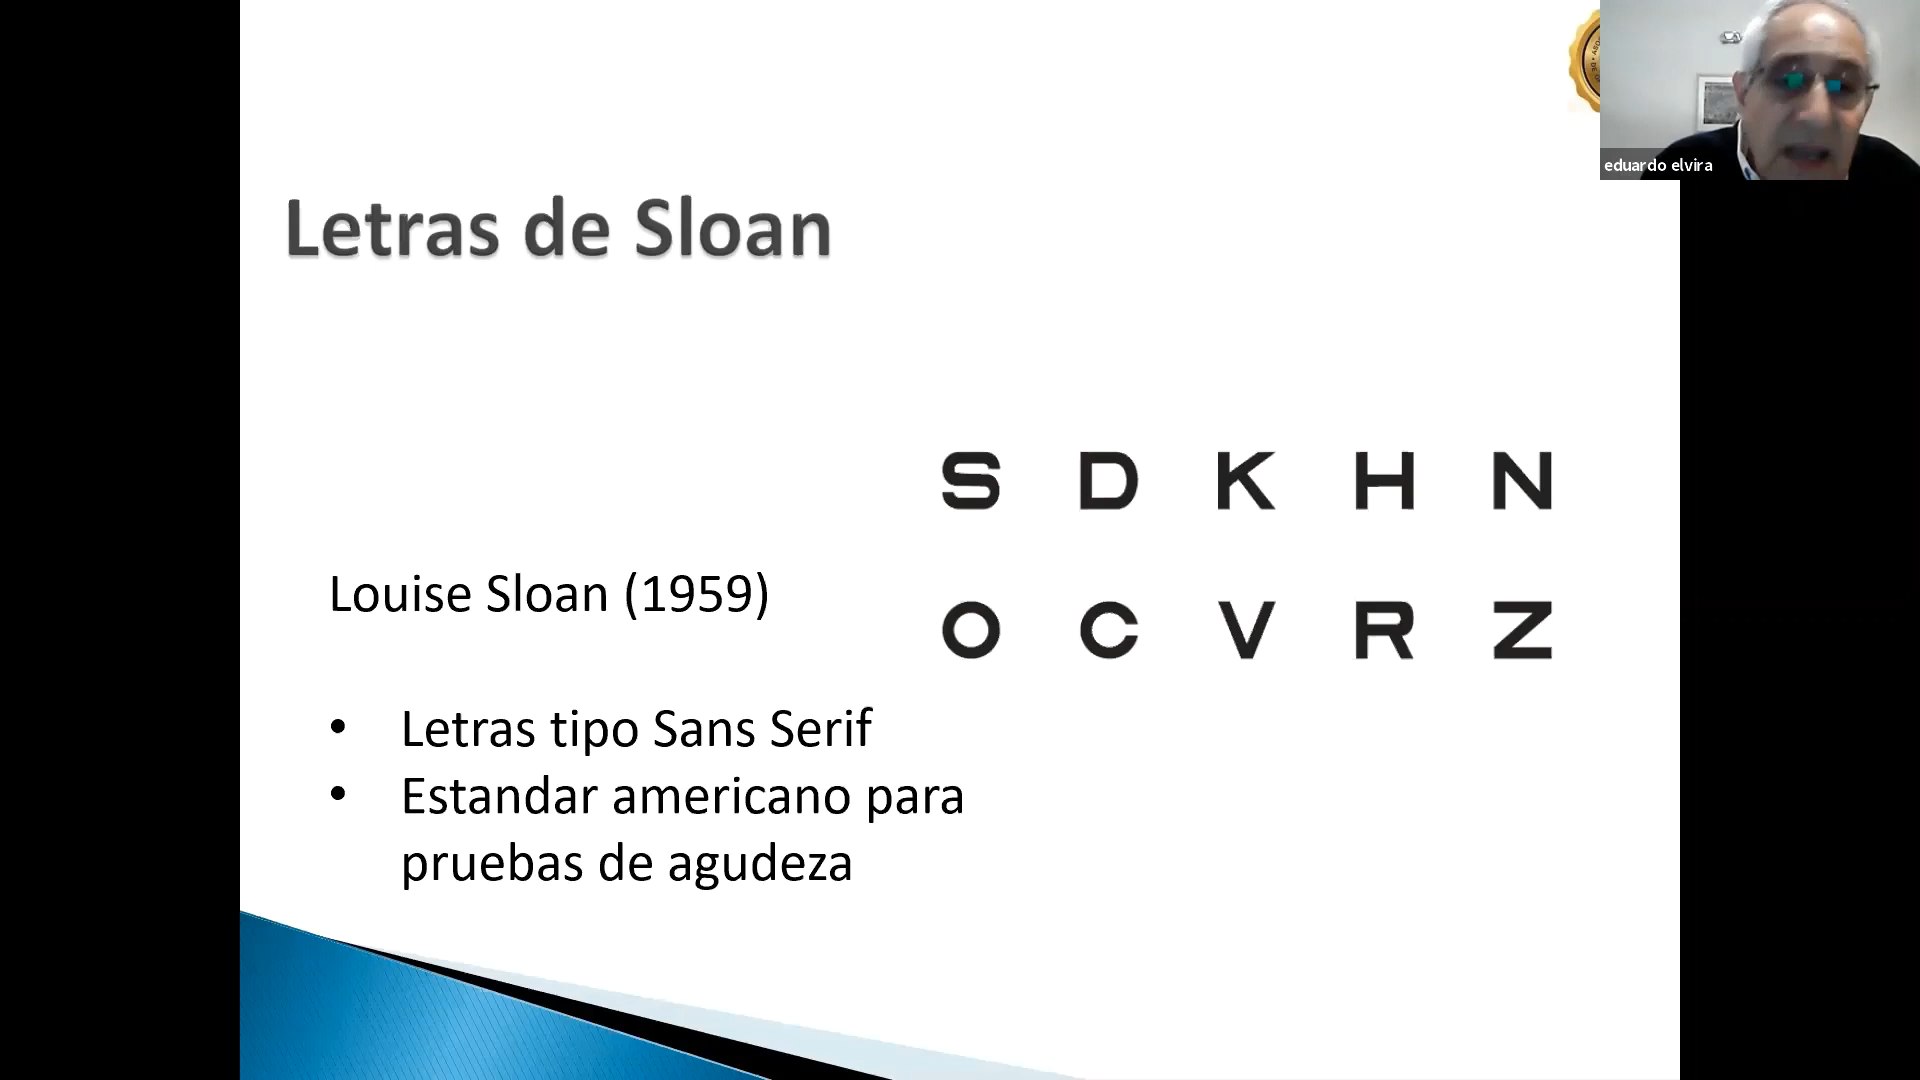 eduardo elvira
Letras de Sloan
S D K H N
O C V R Z
Louise Sloan (1959)
• Letras tipo Sans Serif
• Estandar americano para
pruebas de agudeza